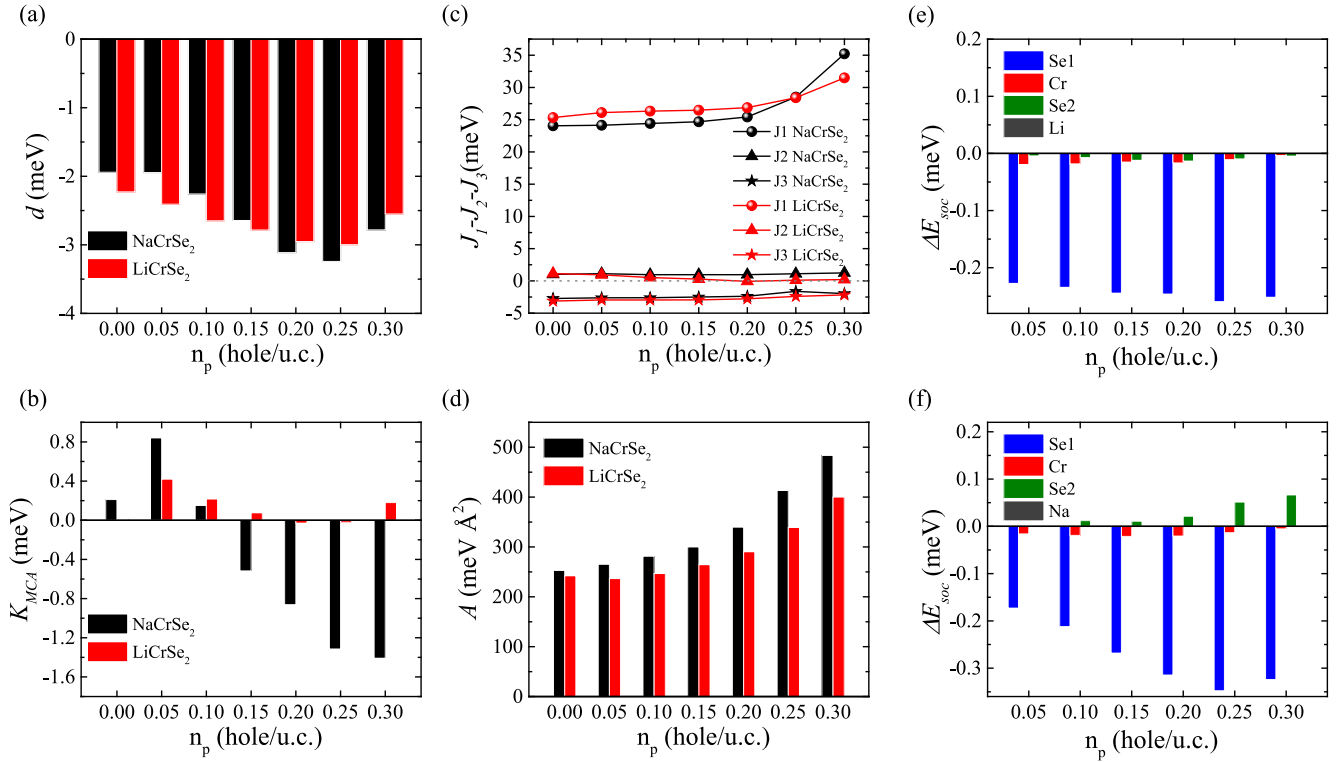 (a)
0
-1
-2
-3
-4
d (meV)
NaCrSe₂
LiCrSe₂
0.00 0.05 0.10 0.15 0.20 0.25 0.30
nₚ (hole/u.c.)
(b)
0.8
0.4
0.0
-0.4
-0.8
-1.2
-1.6
K_MCA (meV)
NaCrSe₂
LiCrSe₂
0.00 0.05 0.10 0.15 0.20 0.25 0.30
nₚ (hole/u.c.)
(c)
35
30
25
20
15
10
5
0
-5
J₁-J₂-J₃(meV)
J1 NaCrSe₂
J2 NaCrSe₂
J3 NaCrSe₂
J1 LiCrSe₂
J2 LiCrSe₂
J3 LiCrSe₂
0.00 0.05 0.10 0.15 0.20 0.25 0.30
nₚ (hole/u.c.)
(d)
500
400
300
200
100
0
A (meV Å²)
NaCrSe₂
LiCrSe₂
0.00 0.05 0.10 0.15 0.20 0.25 0.30
nₚ (hole/u.c.)
(e)
0.2
0.1
0.0
-0.1
-0.2
ΔE_soc (meV)
Se1
Cr
Se2
Li
0.05 0.10 0.15 0.20 0.25 0.30
nₚ (hole/u.c.)
(f)
0.2
0.1
0.0
-0.1
-0.2
-0.3
ΔE_soc (meV)
Se1
Cr
Se2
Na
0.05 0.10 0.15 0.20 0.25 0.30
nₚ (hole/u.c.)